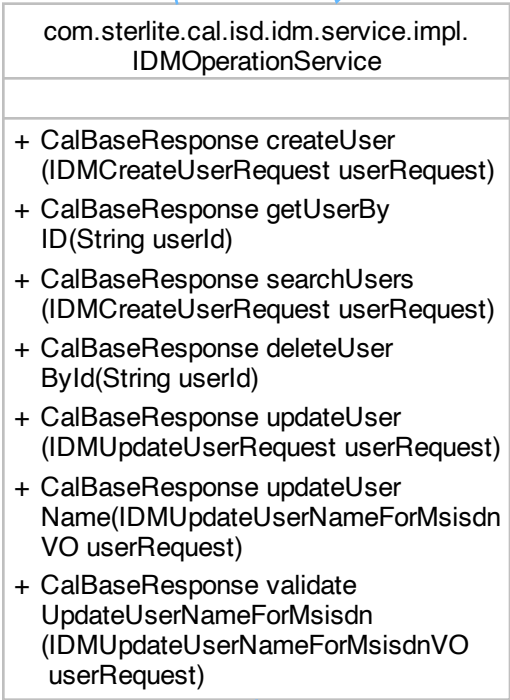 com.sterlite.cal.isd.idm.service.impl.
IDMOperationService
+ CalBaseResponse createUser
(IDMCreateUserRequest userRequest)
+ CalBaseResponse getUserBy
ID(String userId)
+ CalBaseResponse searchUsers
(IDMCreateUserRequest userRequest)
+ CalBaseResponse deleteUser
ById(String userId)
+ CalBaseResponse updateUser
(IDMUpdateUserRequest userRequest)
+ CalBaseResponse updateUser
Name(IDMUpdateUserNameForMsisdn
VO userRequest)
+ CalBaseResponse validate
UpdateUserNameForMsisdn
(IDMUpdateUserNameForMsisdnVO
userRequest)